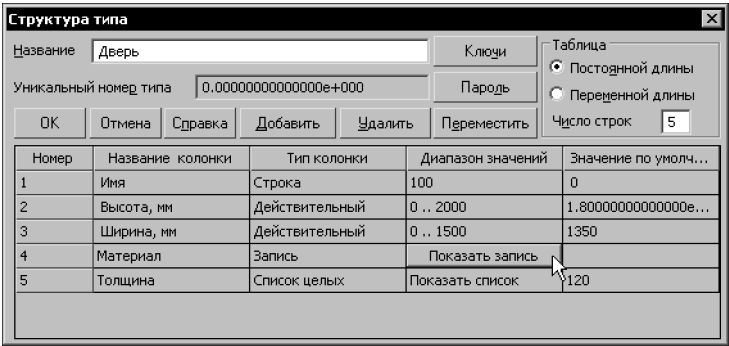 Структура типа
Название Дверь Ключи Таблица
Уникальный номер типа 0.00000000000000e+000 Пароль Постоянной длины
Переменной длины
OK Отмена Справка Добавить Удалить Переместить Число строк 5
Номер Название колонки Тип колонки Диапазон значений Значение по умолч...
1 Имя Строка 100 0
2 Высота, мм Действительный 0 .. 2000 1.80000000000000e...
3 Ширина, мм Действительный 0 .. 1500 1350
4 Материал Запись Показать запись
5 Толщина Список целых Показать список 120